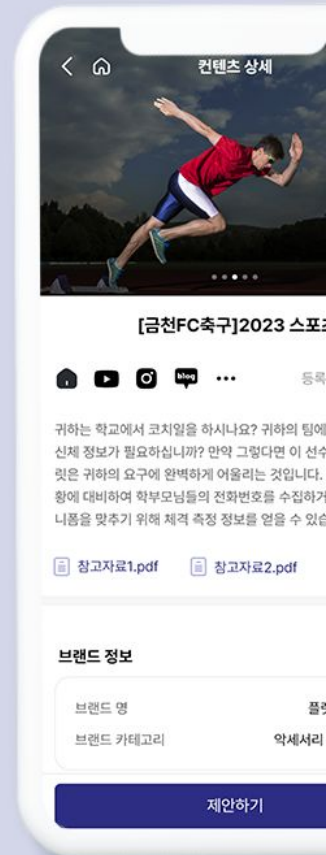 컨텐츠 상세
[금천FC축구]2023 스포츠
blog
등록
귀하는 학교에서 코치일을 하시나요? 귀하의 팀에
신체 정보가 필요하십니까? 만약 그렇다면 이 선수
릿은 귀하의 요구에 완벽하게 어울리는 것입니다.
황에 대비하여 학부모님들의 전화번호를 수집하거
니폼을 맞추기 위해 체격 측정 정보를 얻을 수 있습
참고자료1.pdf 참고자료2.pdf
브랜드 정보
브랜드 명
브랜드 카테고리 악세서리
제안하기